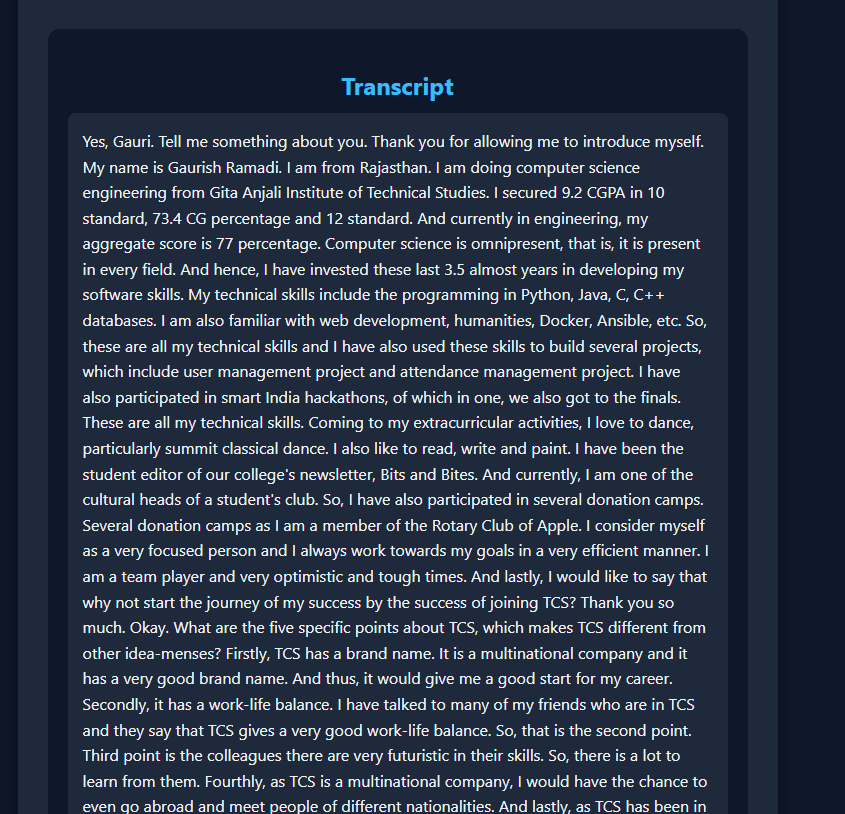 Transcript
Yes, Gauri. Tell me something about you. Thank you for allowing me to introduce myself.
My name is Gaurish Ramadi. I am from Rajasthan. I am doing computer science
engineering from Gita Anjali Institute of Technical Studies. I secured 9.2 CGPA in 10
standard, 73.4 CG percentage and 12 standard. And currently in engineering, my
aggregate score is 77 percentage. Computer science is omnipresent, that is, it is present
in every field. And hence, I have invested these last 3.5 almost years in developing my
software skills. My technical skills include the programming in Python, Java, C, C++
databases. I am also familiar with web development, humanities, Docker, Ansible, etc. So,
these are all my technical skills and I have also used these skills to build several projects,
which include user management project and attendance management project. I have
also participated in smart India hackathons, of which in one, we also got to the finals.
These are all my technical skills. Coming to my extracurricular activities, I love to dance,
particularly summit classical dance. I also like to read, write and paint. I have been the
student editor of our college's newsletter, Bits and Bites. And currently, I am one of the
cultural heads of a student's club. So, I have also participated in several donation camps.
Several donation camps as I am a member of the Rotary Club of Apple. I consider myself
as a very focused person and I always work towards my goals in a very efficient manner. I
am a team player and very optimistic and tough times. And lastly, I would like to say that
why not start the journey of my success by the success of joining TCS? Thank you so
much. Okay. What are the five specific points about TCS, which makes TCS different from
other idea-menses? Firstly, TCS has a brand name. It is a multinational company and it
has a very good brand name. And thus, it would give me a good start for my career.
Secondly, it has a work-life balance. I have talked to many of my friends who are in TCS
and they say that TCS gives a very good work-life balance. So, that is the second point.
Third point is the colleagues there are very futuristic in their skills. So, there is a lot to
learn from them. Fourthly, as TCS is a multinational company, I would have the chance to
even go abroad and meet people of different nationalities. And lastly, as TCS has been in